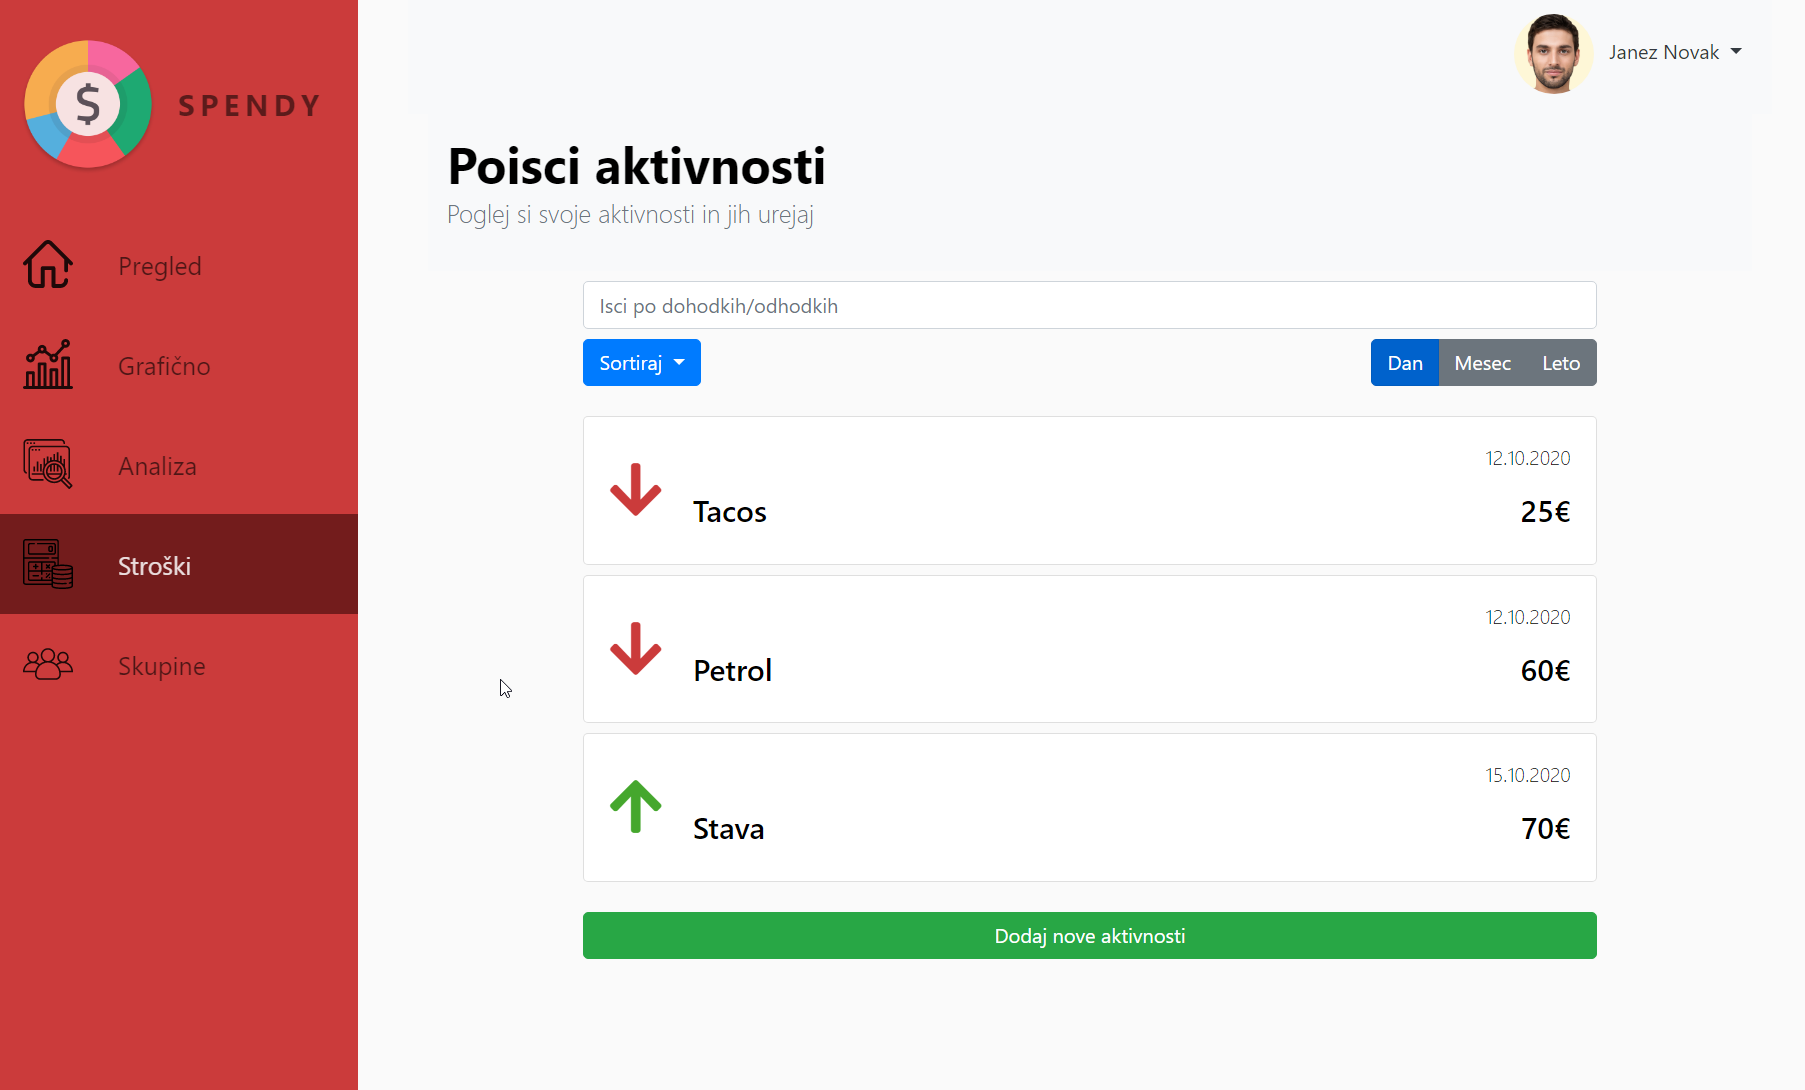 $
SPENDY
Janez Novak
Pregled
Grafično
Analiza
Stroški
Skupine
Poisci aktivnosti
Poglej si svoje aktivnosti in jih urejaj
Isci po dohodkih/odhodkih
Sortiraj
Dan Mesec Leto
12.10.2020
Tacos 25€
12.10.2020
Petrol 60€
15.10.2020
Stava 70€
Dodaj nove aktivnosti